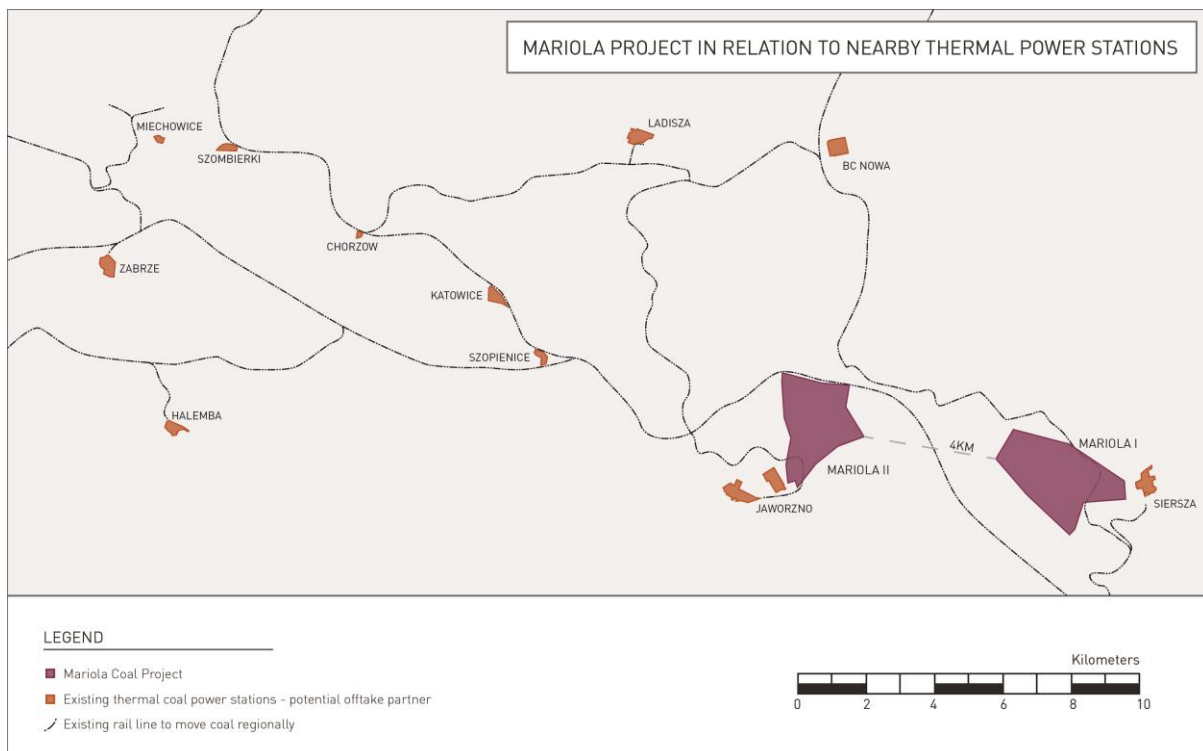 MARIOLA PROJECT IN RELATION TO NEARBY THERMAL POWER STATIONS
MIECHOWICE
SZOMBIERKI
LADISZA
BC NOWA
CHORZOW
ZABRZE
KATOWICE
SZOPIENICE
HALEMBA
MARIOLA I
4KM
MARIOLA II
JAWORZNO
SIERSZA
LEGEND
Mariola Coal Project
Existing thermal coal power stations - potential offtake partner
Existing rail line to move coal regionally
Kilometers
0 2 4 6 8 10